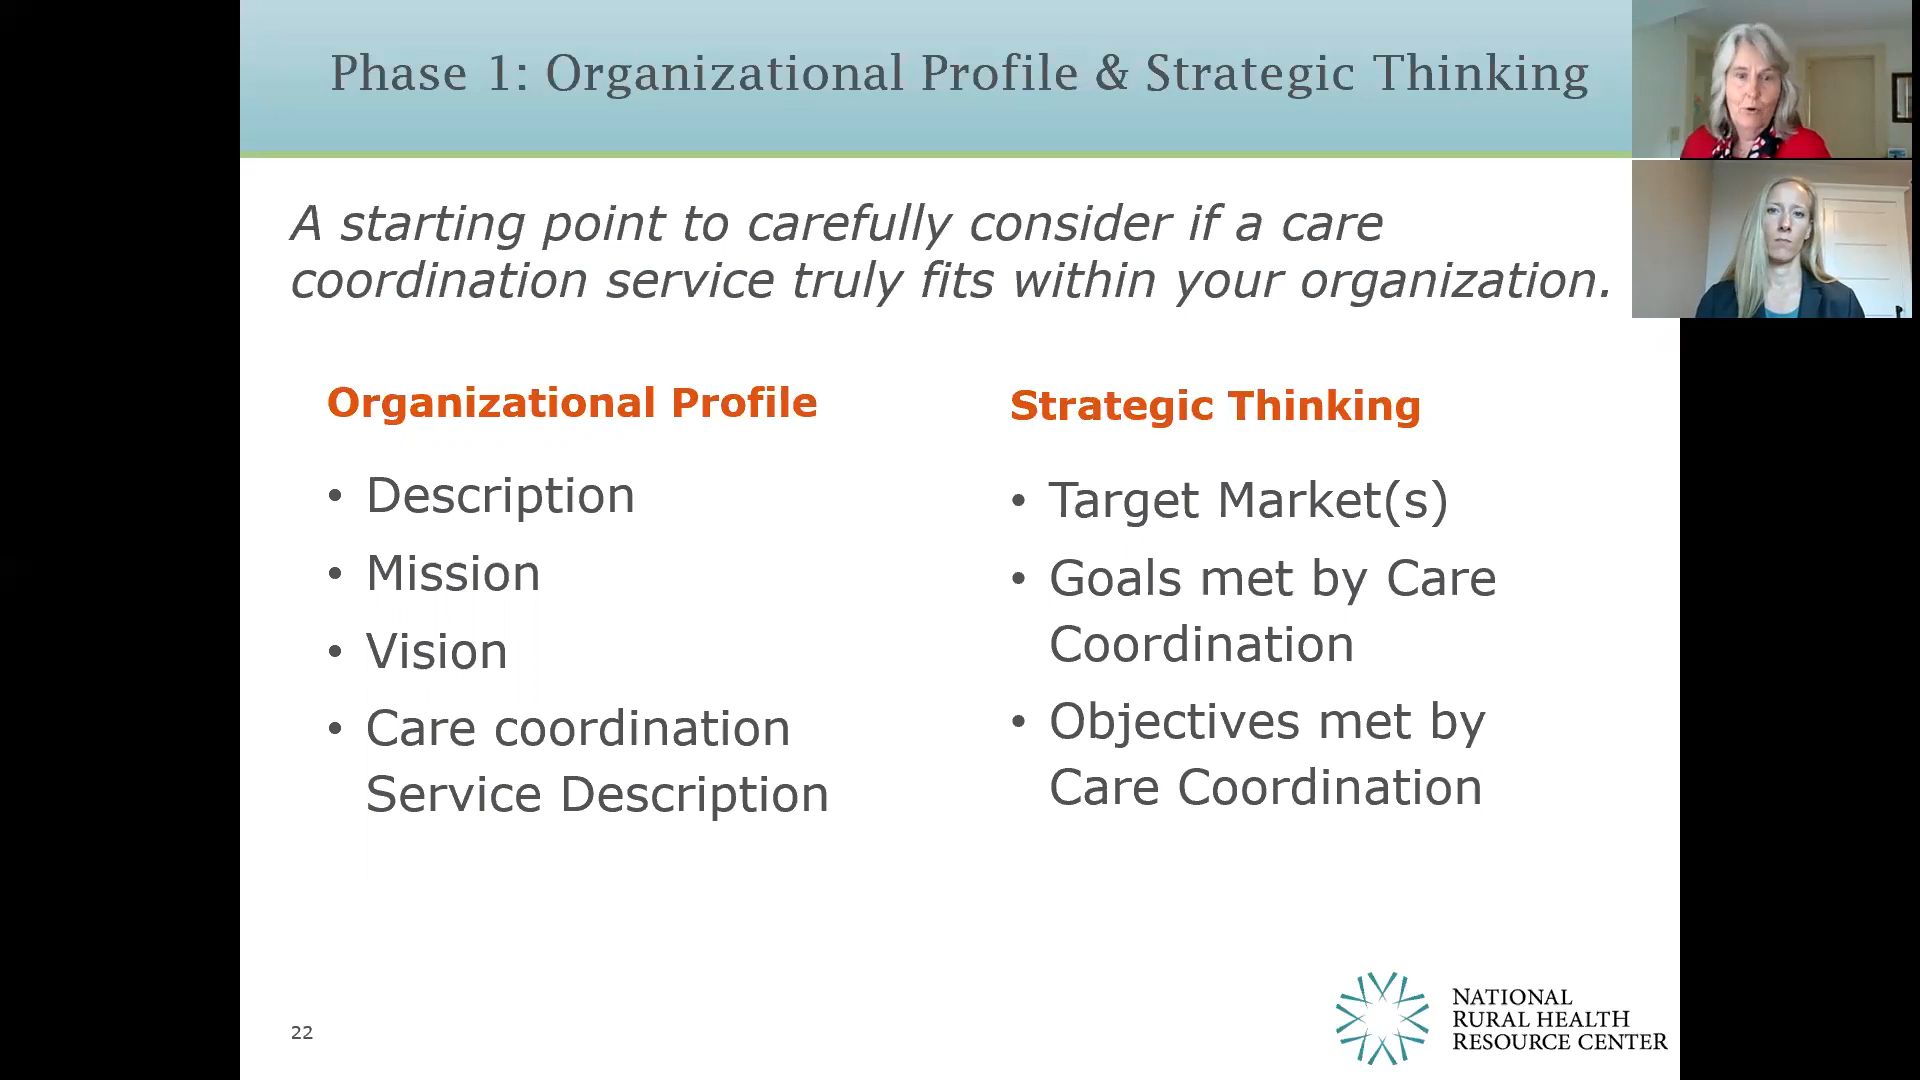 Phase 1: Organizational Profile & Strategic Thinking
A starting point to carefully consider if a care
coordination service truly fits within your organization.
Organizational Profile
• Description
• Mission
• Vision
• Care coordination
Service Description
Strategic Thinking
• Target Market(s)
• Goals met by Care
Coordination
• Objectives met by
Care Coordination
22
NATIONAL
RURAL HEALTH
RESOURCE CENTER